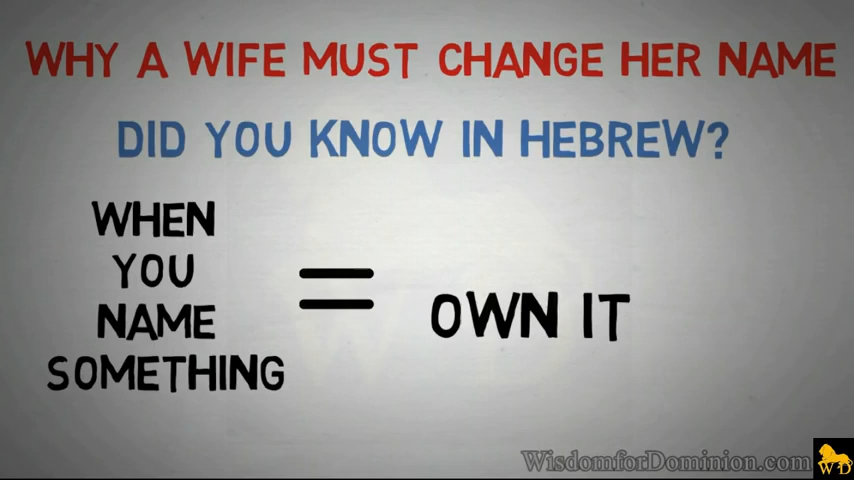 WHY A WIFE MUST CHANGE HER NAME
DID YOU KNOW IN HEBREW?
WHEN
YOU
NAME
SOMETHING
=
OWN IT
WisdomforDominion.com
WD